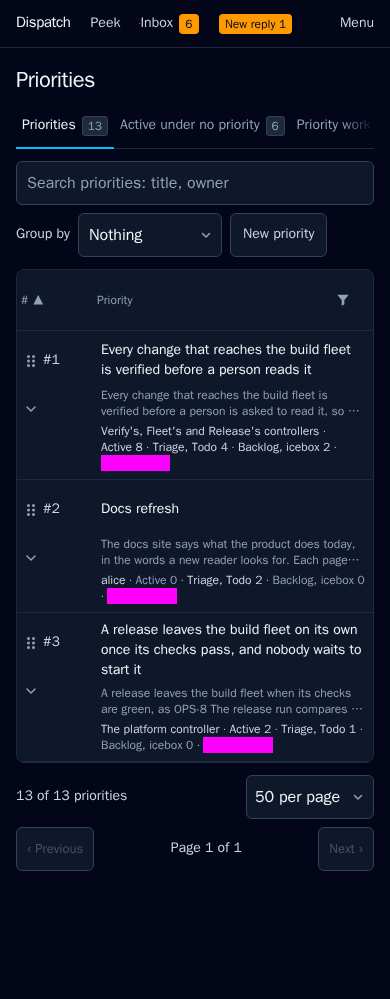 Dispatch Peek Inbox 6 New reply 1 Menu
Priorities
Priorities 13 Active under no priority 6 Priority work
Search priorities: title, owner
Group by Nothing New priority
# ▲ Priority
#1 Every change that reaches the build fleet
is verified before a person reads it
Every change that reaches the build fleet is
verified before a person is asked to read it, so ···
Verify's, Fleet's and Release's controllers ·
Active 8 · Triage, Todo 4 · Backlog, icebox 2 ·
#2 Docs refresh
The docs site says what the product does today,
in the words a new reader looks for. Each page···
alice · Active 0 · Triage, Todo 2 · Backlog, icebox 0
·
#3 A release leaves the build fleet on its own
once its checks pass, and nobody waits to
start it
A release leaves the build fleet when its checks
are green, as OPS-8 The release run compares ···
The platform controller · Active 2 · Triage, Todo 1 ·
Backlog, icebox 0 ·
13 of 13 priorities 50 per page
‹ Previous Page 1 of 1 Next ›